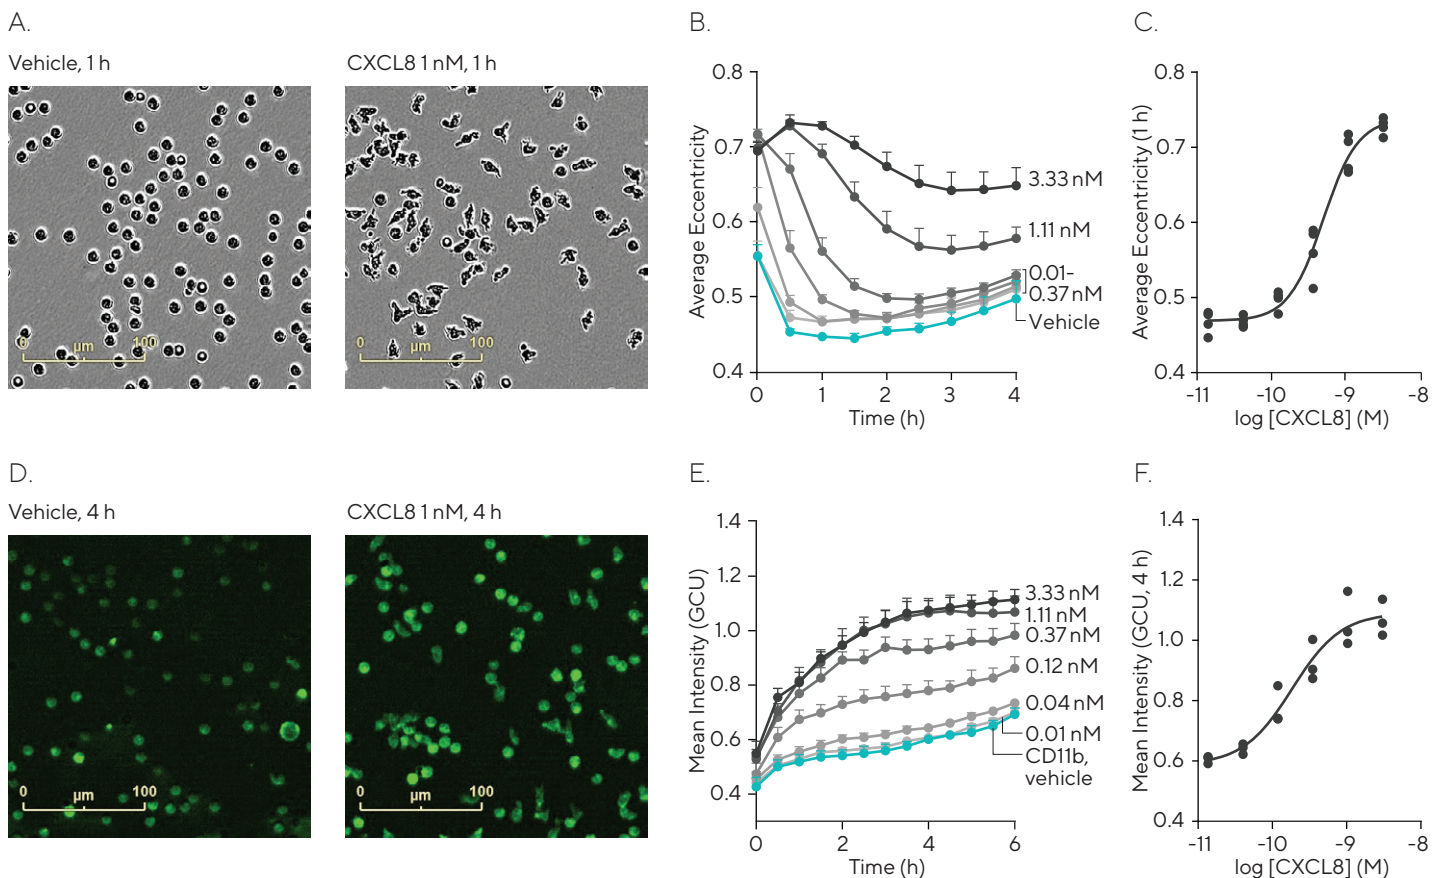 A.
Vehicle, 1 h
CXCL8 1 nM, 1 h
0 µm 100
0 µm 100
B.
Average Eccentricity
0.8
0.7
0.6
0.5
0.4
0 1 2 3 4
Time (h)
3.33 nM
1.11 nM
0.01-
0.37 nM
Vehicle
C.
Average Eccentricity (1 h)
0.8
0.7
0.6
0.5
0.4
-11 -10 -9 -8
log [CXCL8] (M)
D.
Vehicle, 4 h
CXCL8 1 nM, 4 h
0 µm 100
0 µm 100
E.
Mean Intensity (GCU)
1.4
1.2
1.0
0.8
0.6
0.4
0 2 4 6
Time (h)
3.33 nM
1.11 nM
0.37 nM
0.12 nM
0.04 nM
0.01 nM
CD11b,
vehicle
F.
Mean Intensity (GCU, 4 h)
1.4
1.2
1.0
0.8
0.6
0.4
-11 -10 -9 -8
log [CXCL8] (M)